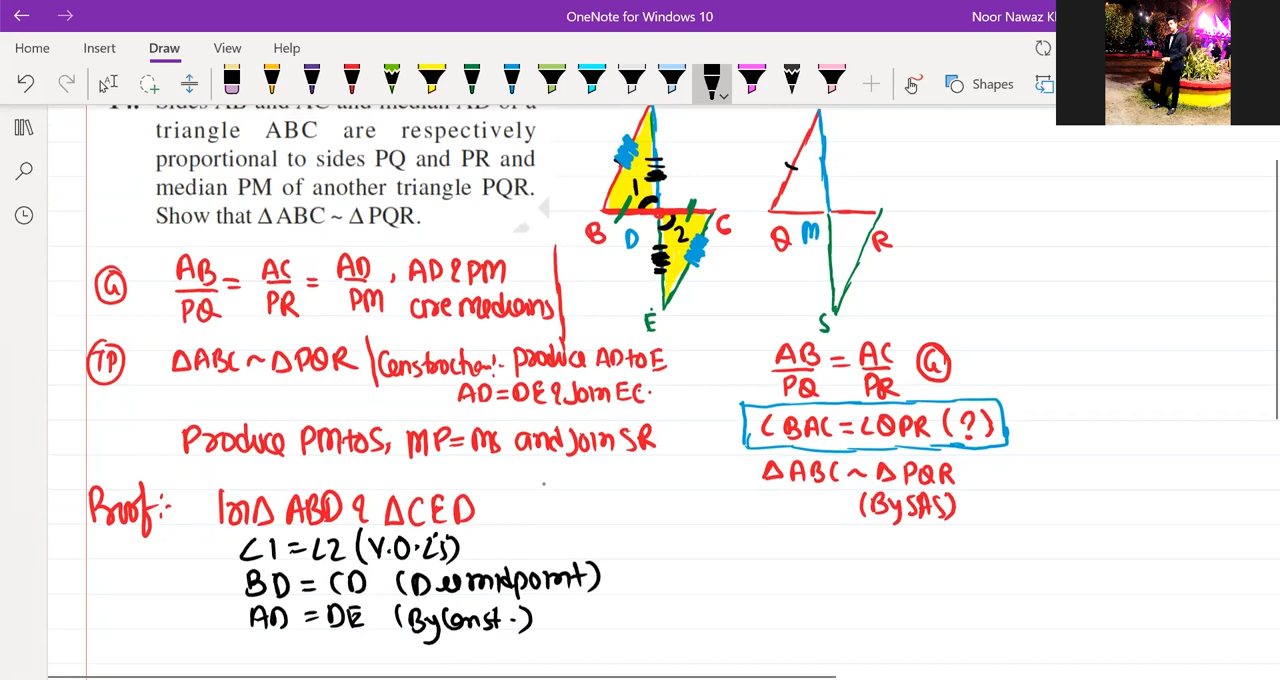 OneNote for Windows 10
Noor Nawaz Kh
Home Insert Draw View Help
Shapes
Sides AB and AC and median AD of a
triangle ABC are respectively
proportional to sides PQ and PR and
median PM of another triangle PQR.
Show that Δ ABC ~ Δ PQR.
1
2
B D C
E
Q M R
S
G AB/PQ = AC/PR = AD/PM , AD & PM
are medians
TP ΔABC ~ ΔPQR Construction:- produce AD to E
AD = DE & Join EC.
Produce PM to S, MP = MS and Join SR
AB/PQ = AC/PR G
∠BAC = ∠QPR (?)
ΔABC ~ ΔPQR
(By SAS)
Proof:- In Δ ABD & ΔCED
∠1 = ∠2 (V.O.∠'s)
BD = CD (D is midpoint)
AD = DE (By Const.)